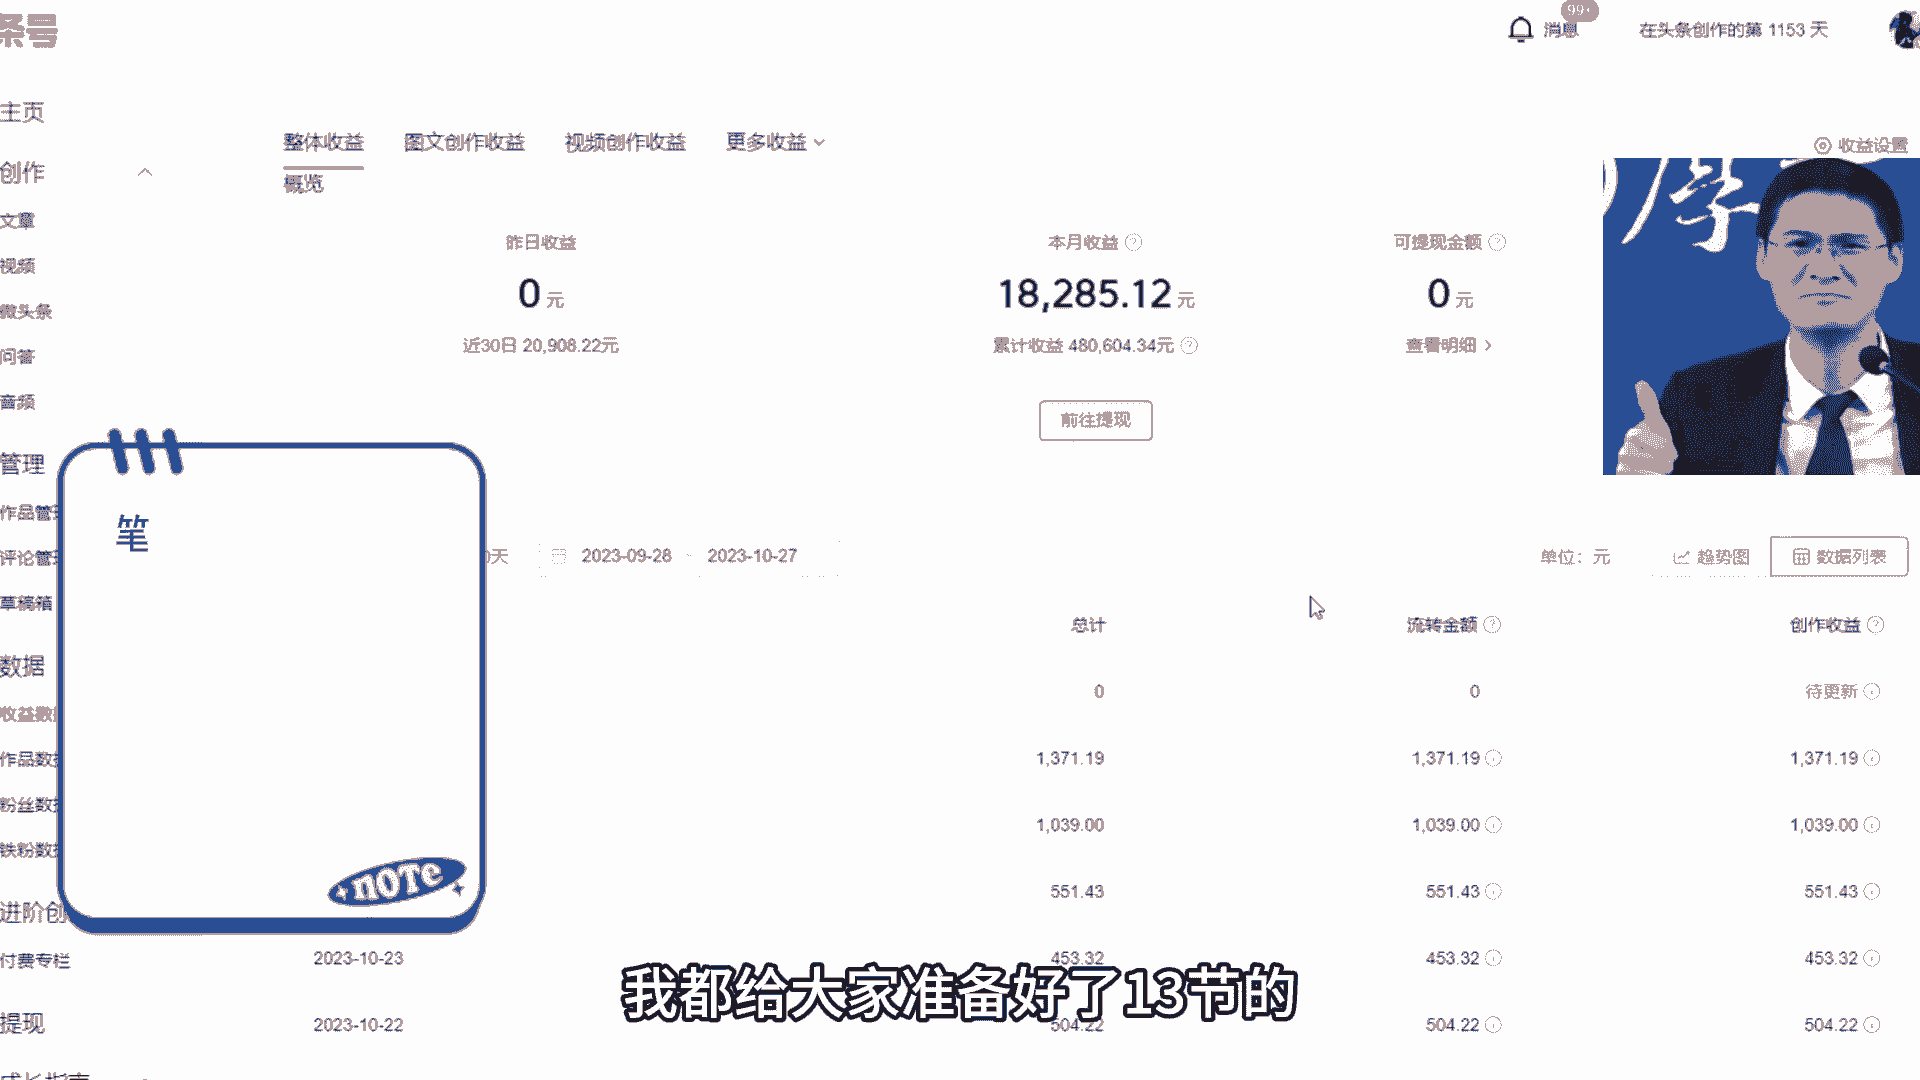 条号
消息
99+
在头条创作的第 1153 天
主页
创作
文章
视频
微头条
问答
音频
管理
作品管
评论管
草稿箱
数据
收益数
作品数
粉丝数
铁粉数
进阶创
付费专栏
提现
整体收益 图文创作收益 视频创作收益 更多收益
收益设置
概览
昨日收益
0 元
近30日 20,908.22元
本月收益
18,285.12 元
累计收益 480,604.34元
前往提现
可提现金额
0 元
查看明细
笔
NOTE
天 2023-09-28 - 2023-10-27
单位：元 趋势图 数据列表
总计 流转金额 创作收益
0 0 待更新
1,371.19 1,371.19 1,371.19
1,039.00 1,039.00 1,039.00
551.43 551.43 551.43
2023-10-23 453.32 453.32 453.32
2023-10-22 504.22 504.22 504.22
我都给大家准备好了13节的